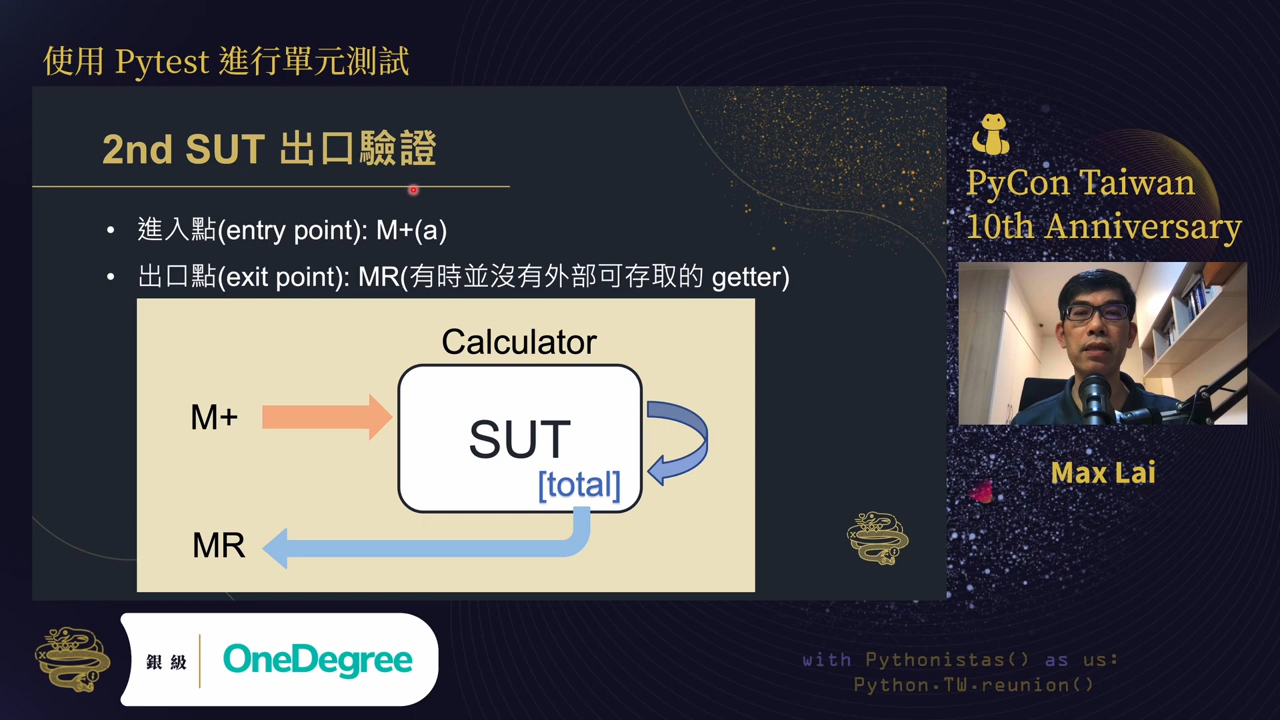 使用 Pytest 進行單元測試
2nd SUT 出口驗證
• 進入點(entry point): M+(a)
• 出口點(exit point): MR(有時並沒有外部可存取的 getter)
Calculator
M+
SUT
[total]
MR
PyCon Taiwan
10th Anniversary
Max Lai
銀級
OneDegree
with Pythonistas() as us:
Python.TW.reunion()